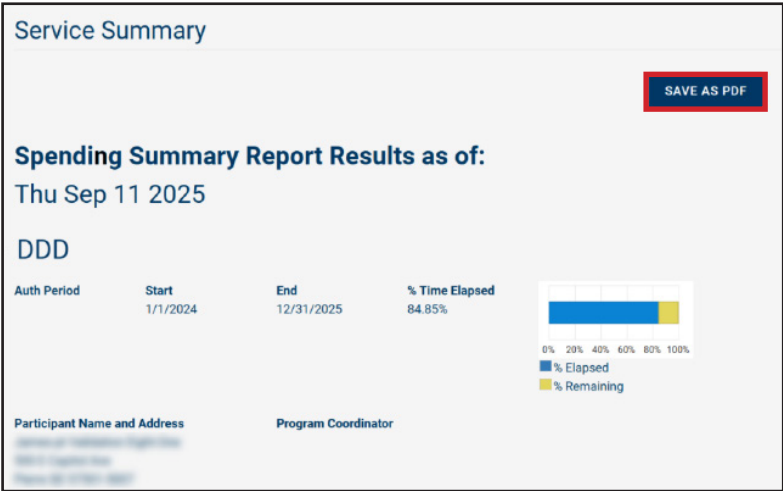 Service Summary
SAVE AS PDF
Spending Summary Report Results as of:
Thu Sep 11 2025
DDD
Auth Period Start End % Time Elapsed
1/1/2024 12/31/2025 84.85%
0% 20% 40% 60% 80% 100%
% Elapsed
% Remaining
Participant Name and Address Program Coordinator